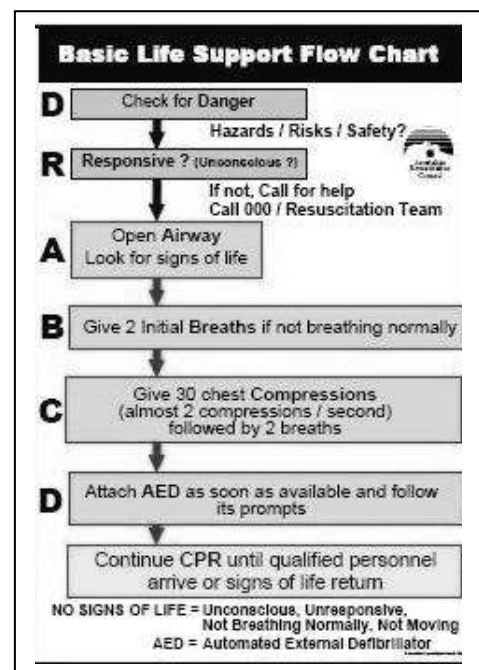 Basic Life Support Flow Chart
D
Check for Danger
Hazards / Risks / Safety?
R
Responsive ? (Unconscious ?)
If not, Call for help
Call 000 / Resuscitation Team
A
Open Airway
Look for signs of life
B
Give 2 Initial Breaths if not breathing normally
C
Give 30 chest Compressions
(almost 2 compressions / second)
followed by 2 breaths
D
Attach AED as soon as available and follow
its prompts
Continue CPR until qualified personnel
arrive or signs of life return
NO SIGNS OF LIFE = Unconscious, Unresponsive,
Not Breathing Normally, Not Moving
AED = Automated External Defibrillator